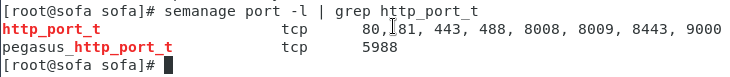 [root@sofa sofa]# semanage port -l | grep http_port_t
http_port_t                    tcp      80, 81, 443, 488, 8008, 8009, 8443, 9000
pegasus_http_port_t            tcp      5988
[root@sofa sofa]#